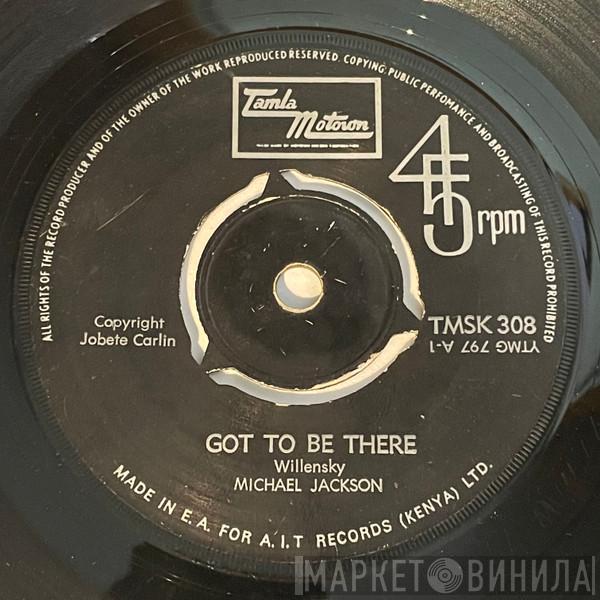 ALL RIGHTS OF THE RECORD PRODUCER AND OF THE OWNER OF THE WORK REPRODUCED RESERVED. COPYING, PUBLIC PERFOMANCE AND BROADCASTING OF THIS RECORD PROHIBITED
Tamla
Motown
45 rpm
Copyright
Jobete Carlin
TMSK 308
YTMG 797 A-1
GOT TO BE THERE
Willensky
MICHAEL JACKSON
MADE IN E.A. FOR A.I.T RECORDS (KENYA) LTD.
МАРКЕТ ВИНИЛА